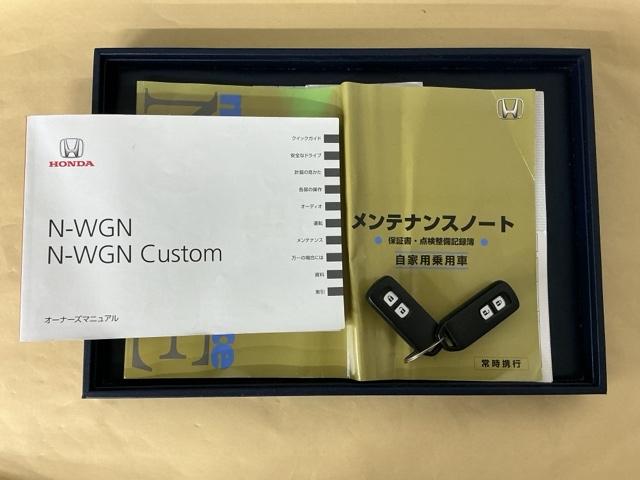 HONDA
N-WGN
N-WGN Custom
オーナーズマニュアル
クイックガイド
安全なドライブ
計器の見かた
各部の操作
オーディオ
運転
メンテナンス
万一の場合には
資料
索引
メンテナンスノート
保証書・点検整備記録簿
自家用乗用車
常時携行